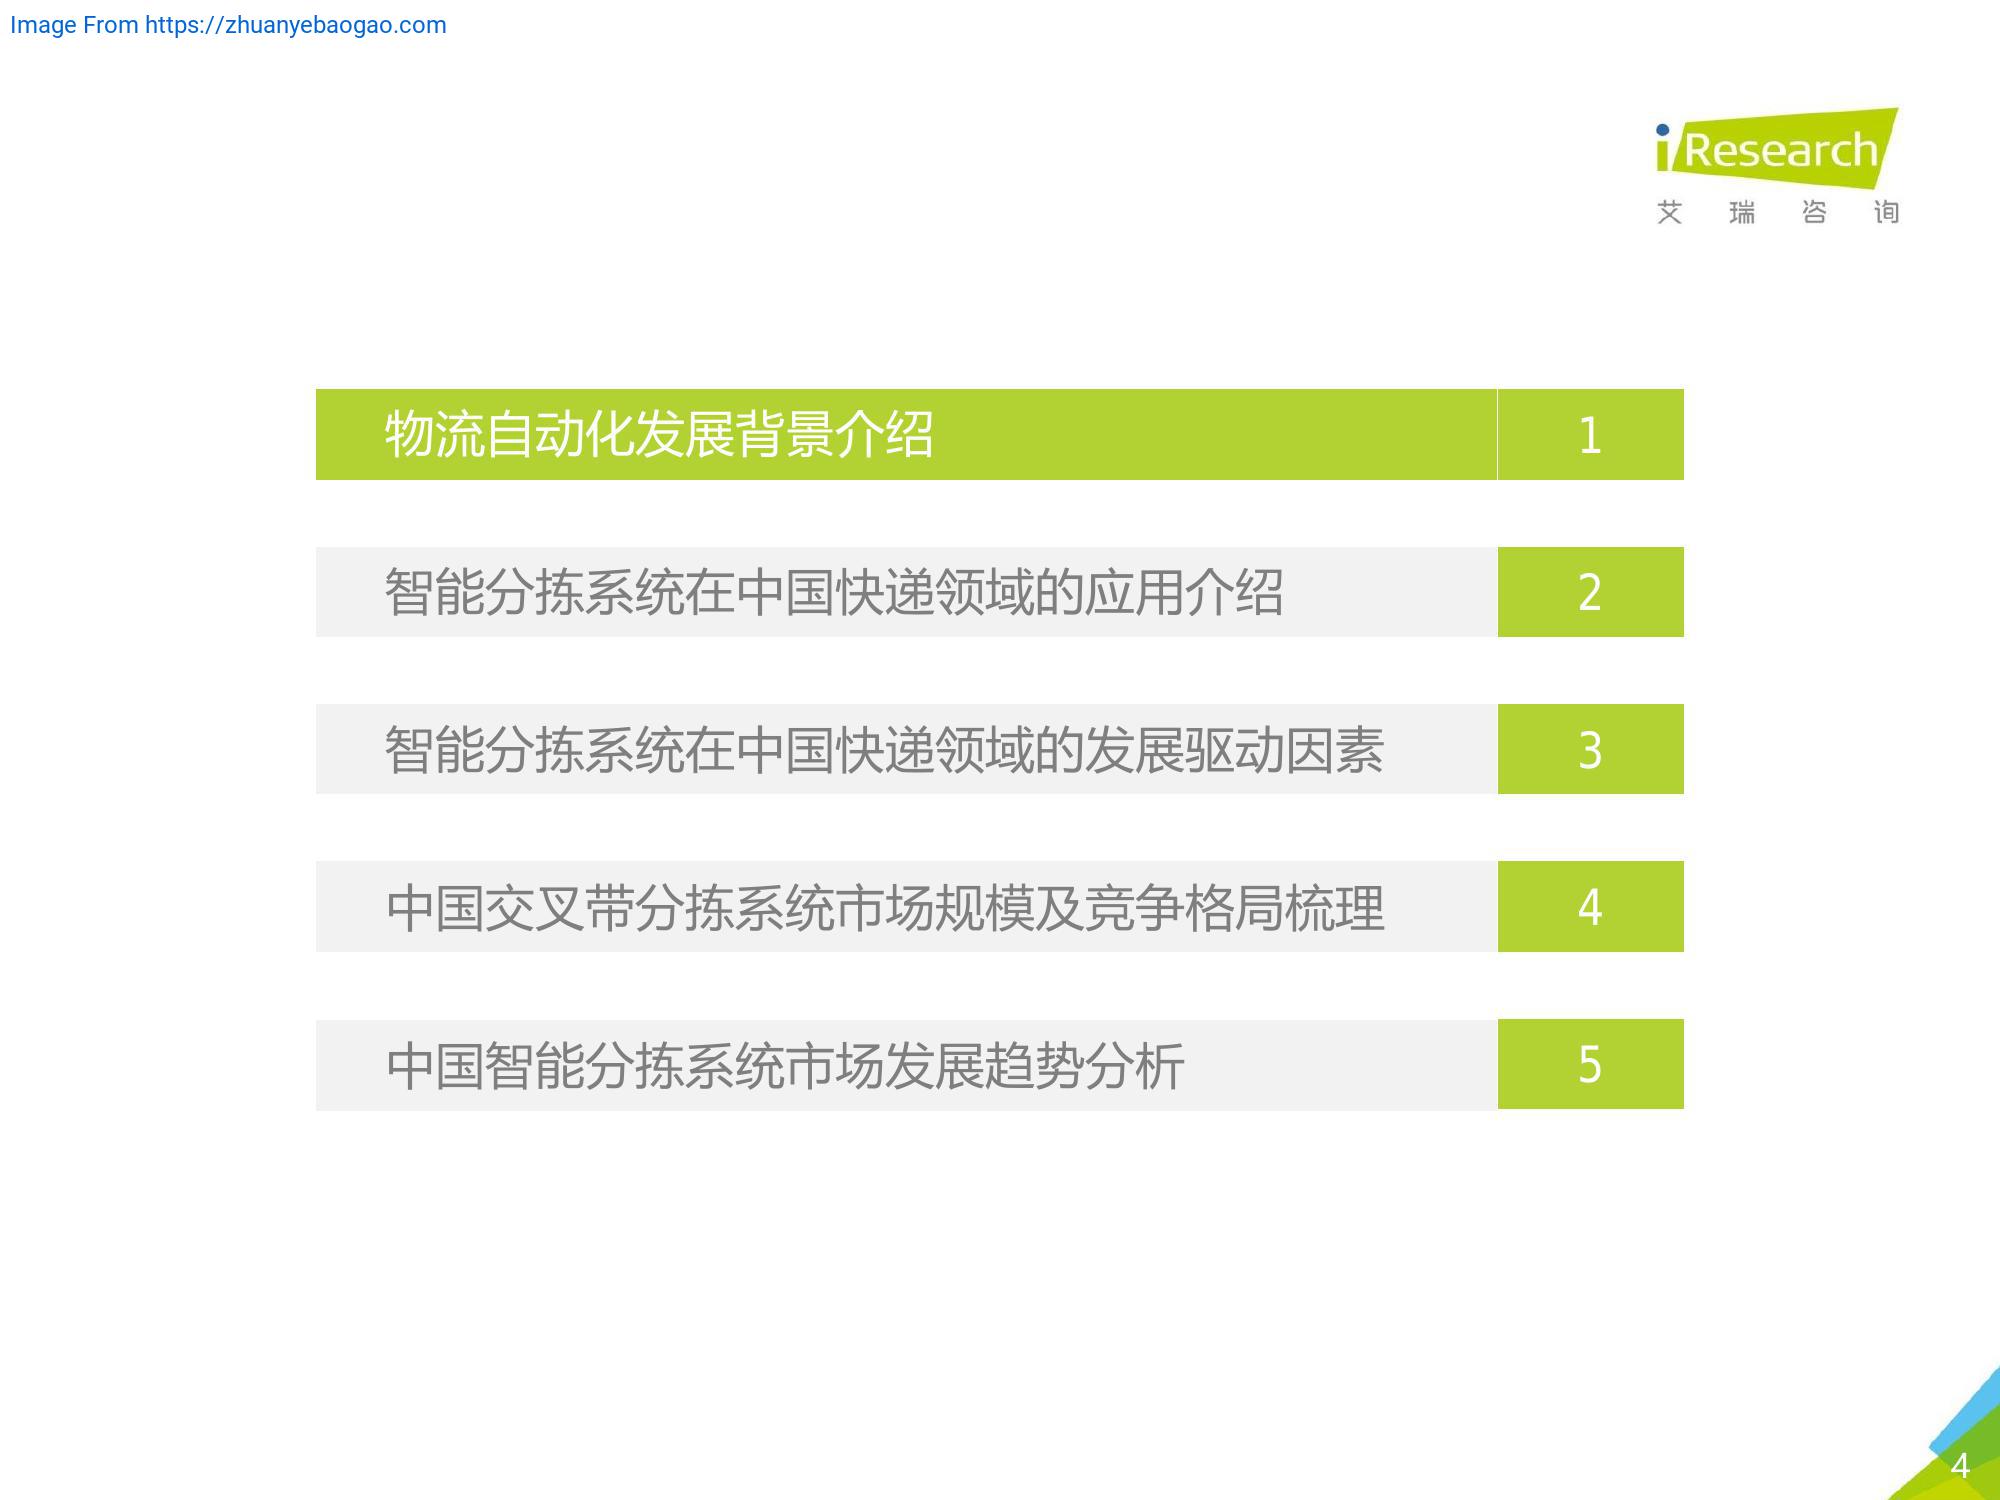 Image From https://zhuanyebaogao.com
iResearch
艾瑞咨询
物流自动化发展背景介绍 1
智能分拣系统在中国快递领域的应用介绍 2
智能分拣系统在中国快递领域的发展驱动因素 3
中国交叉带分拣系统市场规模及竞争格局梳理 4
中国智能分拣系统市场发展趋势分析 5
4